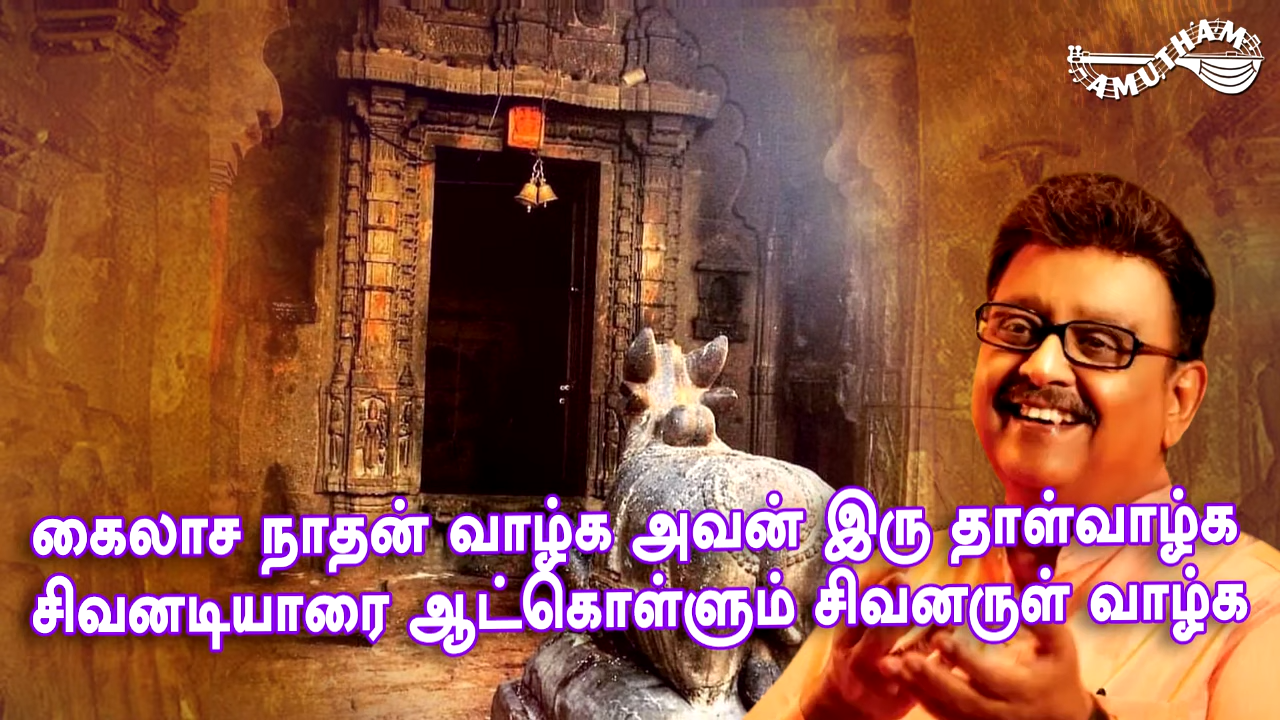 AMUTHAM
கைலாச நாதன் வாழ்க அவன் இரு தாள்வாழ்க
சிவனடியாரை ஆட்கொள்ளும் சிவனருள் வாழ்க